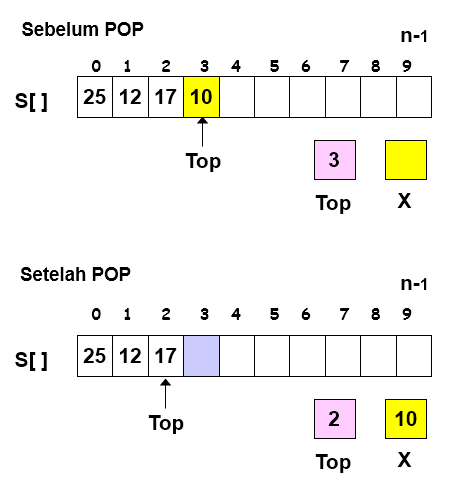 Sebelum POP
n-1
0 1 2 3 4 5 6 7 8 9
S[ ] 25 12 17 10
Top
3
Top X
Setelah POP
n-1
0 1 2 3 4 5 6 7 8 9
S[ ] 25 12 17
Top
2 10
Top X